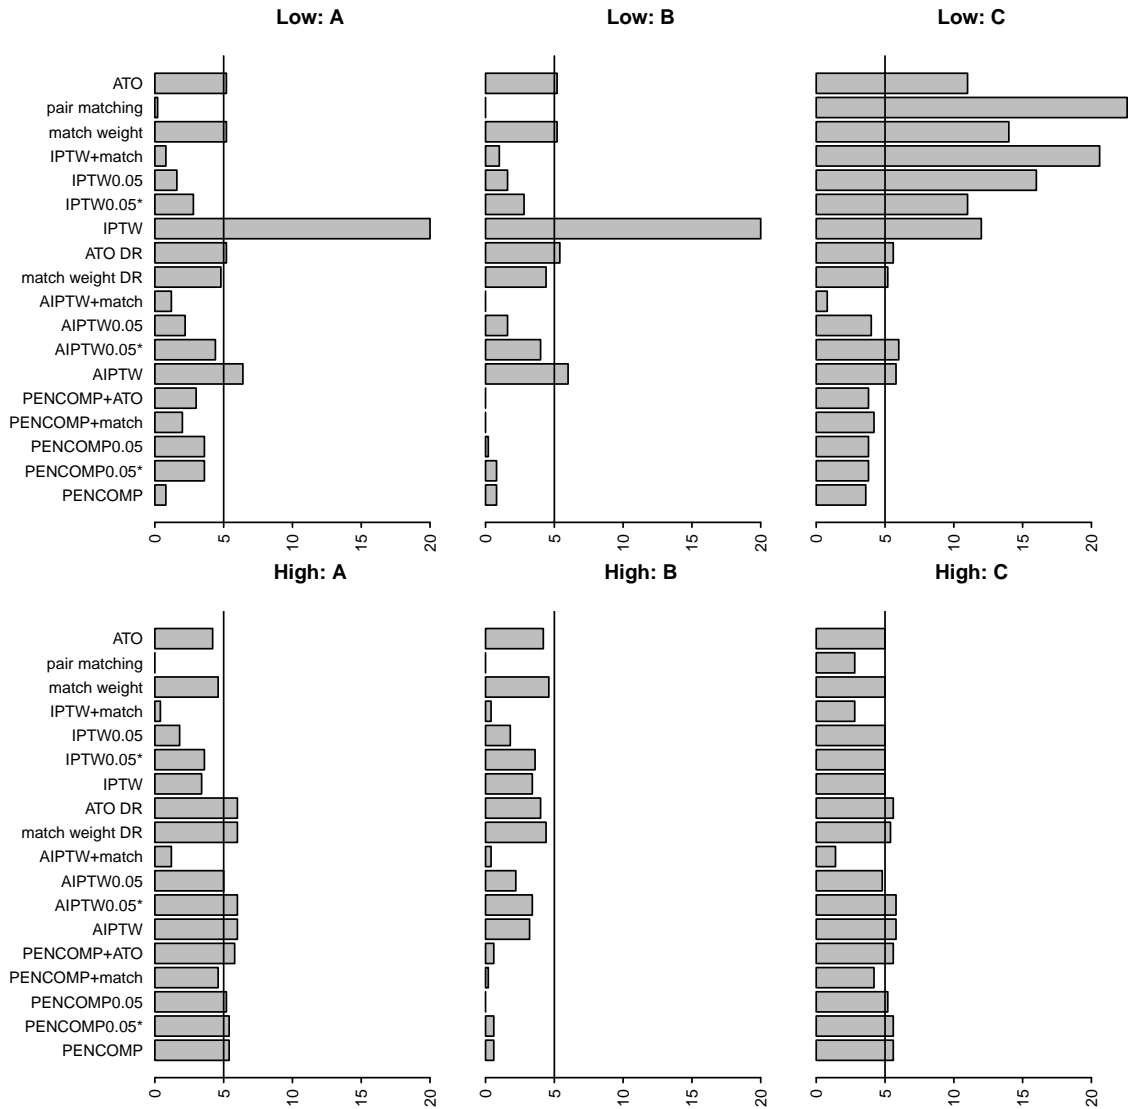 Low: A
Low: B
Low: C
ATO
pair matching
match weight
IPTW+match
IPTW0.05
IPTW0.05*
IPTW
ATO DR
match weight DR
AIPTW+match
AIPTW0.05
AIPTW0.05*
AIPTW
PENCOMP+ATO
PENCOMP+match
PENCOMP0.05
PENCOMP0.05*
PENCOMP
0 5 10 15 20
0 5 10 15 20
0 5 10 15 20
High: A
High: B
High: C
ATO
pair matching
match weight
IPTW+match
IPTW0.05
IPTW0.05*
IPTW
ATO DR
match weight DR
AIPTW+match
AIPTW0.05
AIPTW0.05*
AIPTW
PENCOMP+ATO
PENCOMP+match
PENCOMP0.05
PENCOMP0.05*
PENCOMP
0 5 10 15 20
0 5 10 15 20
0 5 10 15 20